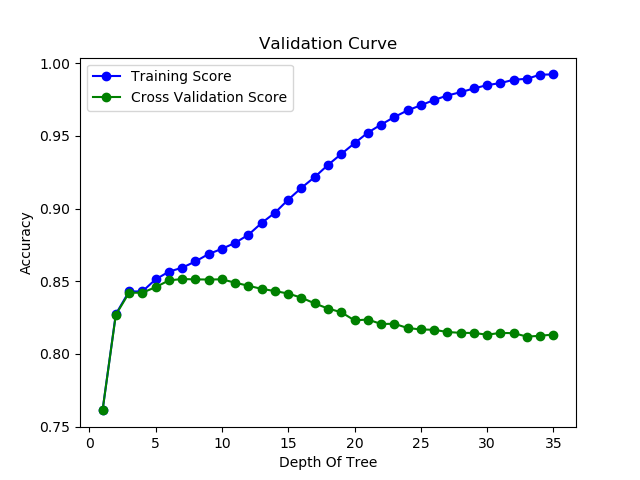 Validation Curve
Training Score
Cross Validation Score
1.00
0.95
0.90
0.85
0.80
0.75
Accuracy
0 5 10 15 20 25 30 35
Depth Of Tree